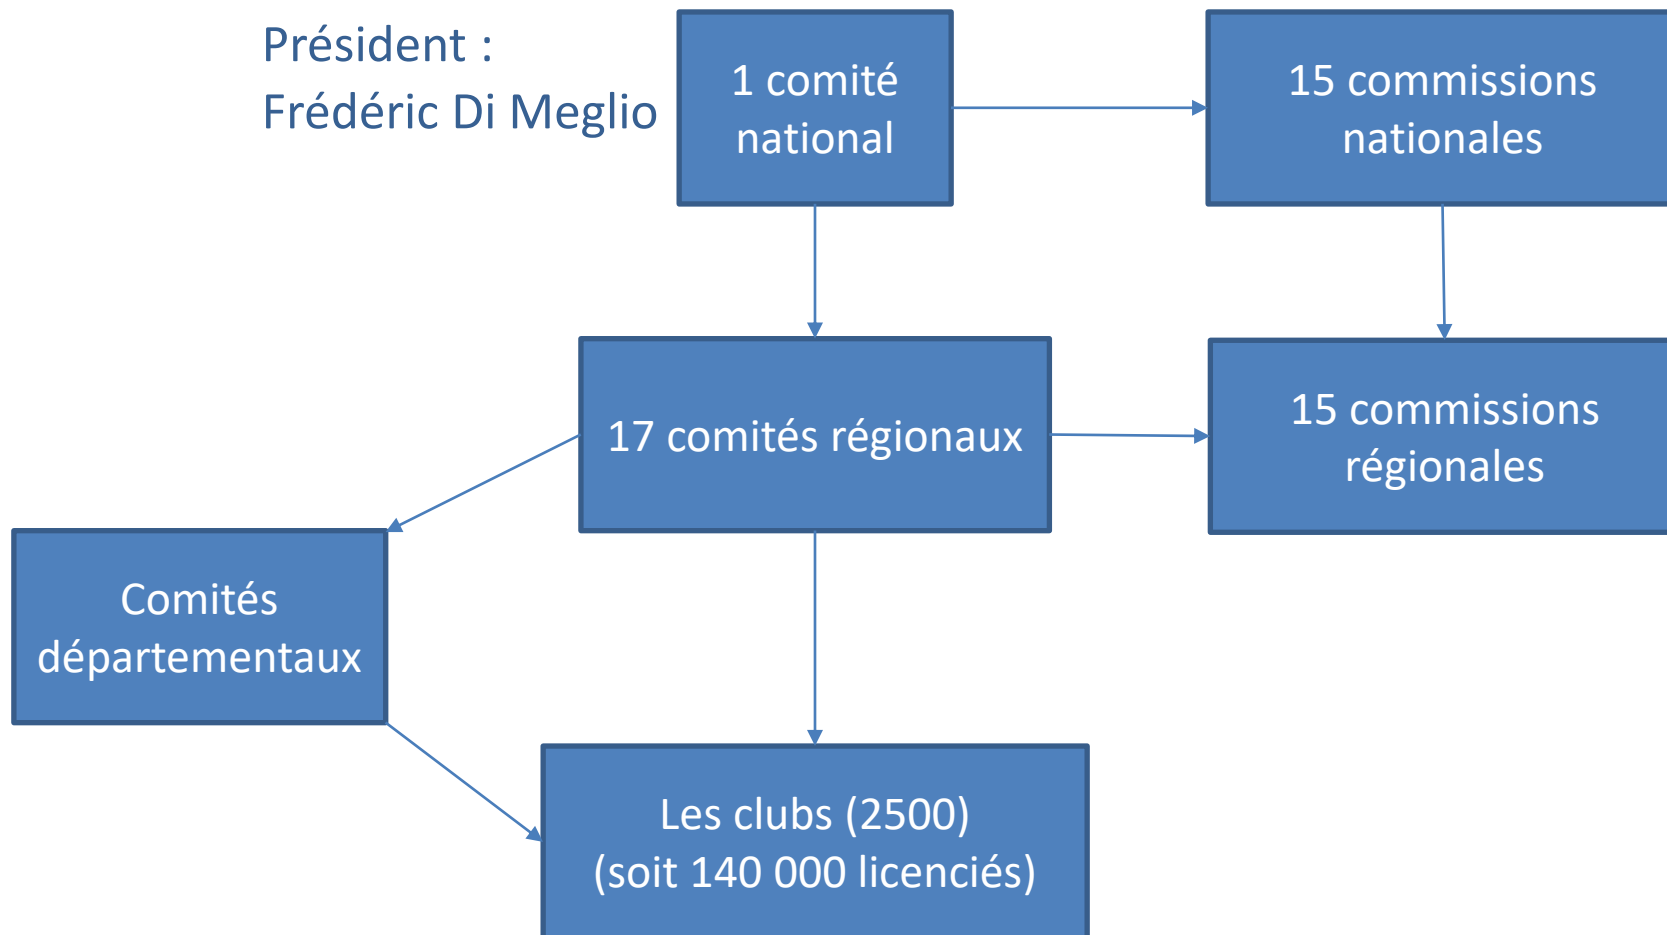 Président :
Frédéric Di Meglio
1 comité
national
15 commissions
nationales
17 comités régionaux
15 commissions
régionales
Comités
départementaux
Les clubs (2500)
(soit 140 000 licenciés)